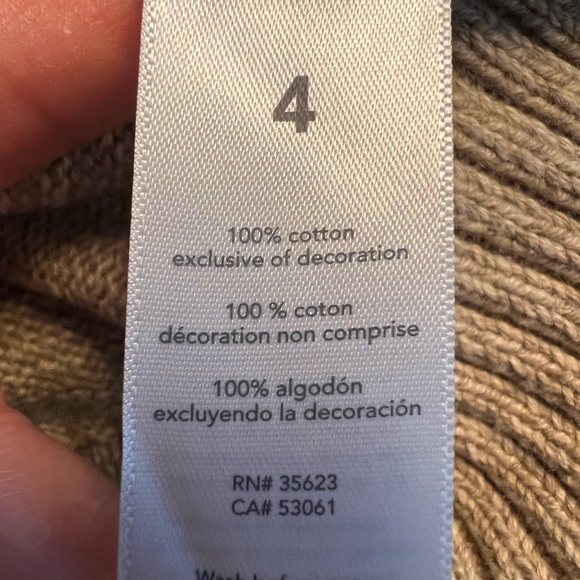 4
100% cotton
exclusive of decoration
100 % coton
décoration non comprise
100% algodón
excluyendo la decoración
RN# 35623
CA# 53061